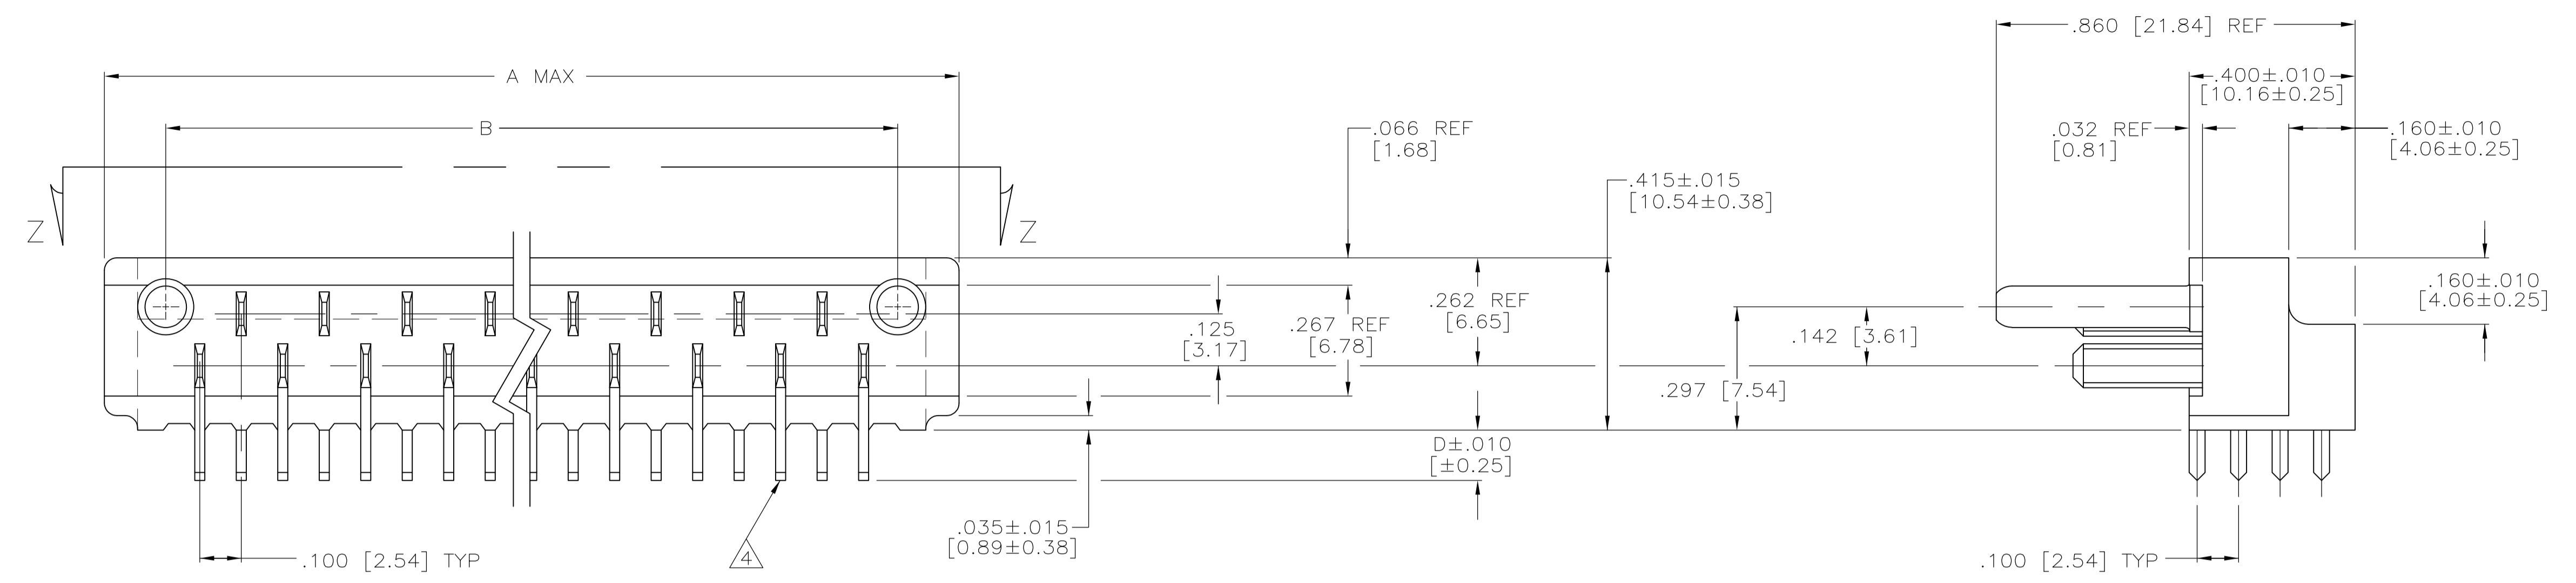 .860 [21.84] REF
A MAX
.400±.010
[10.16±0.25]
B
.066 REF
[1.68]
.032 REF
[0.81]
.160±.010
[4.06±0.25]
.415±.015
[10.54±0.38]
Z
Z
.160±.010
[4.06±0.25]
.262 REF
[6.65]
.125
[3.17]
.267 REF
[6.78]
.142 [3.61]
.297 [7.54]
D±.010
[±0.25]
.035±.015
[0.89±0.38]
4
.100 [2.54] TYP
.100 [2.54] TYP